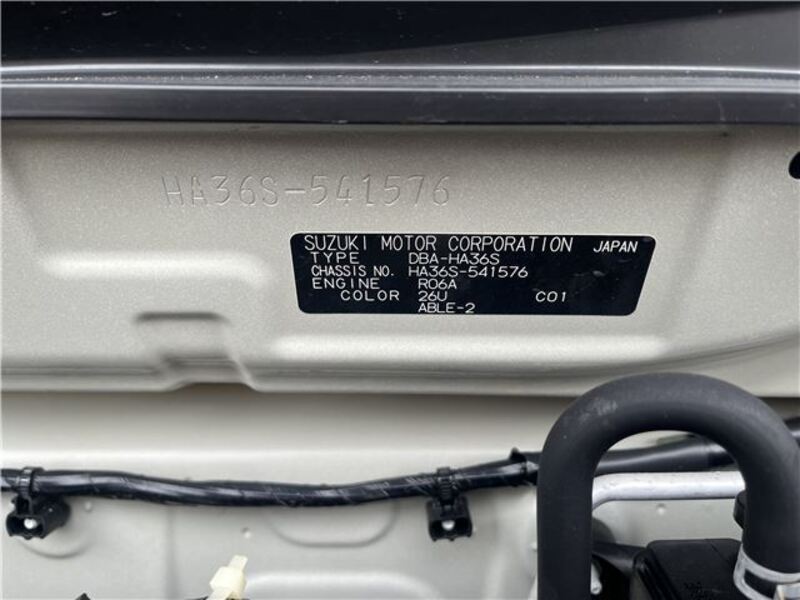 HA36S-541576
SUZUKI MOTOR CORPORATION JAPAN
TYPE DBA-HA36S
CHASSIS NO. HA36S-541576
ENGINE R06A
COLOR 26U C01
ABLE-2